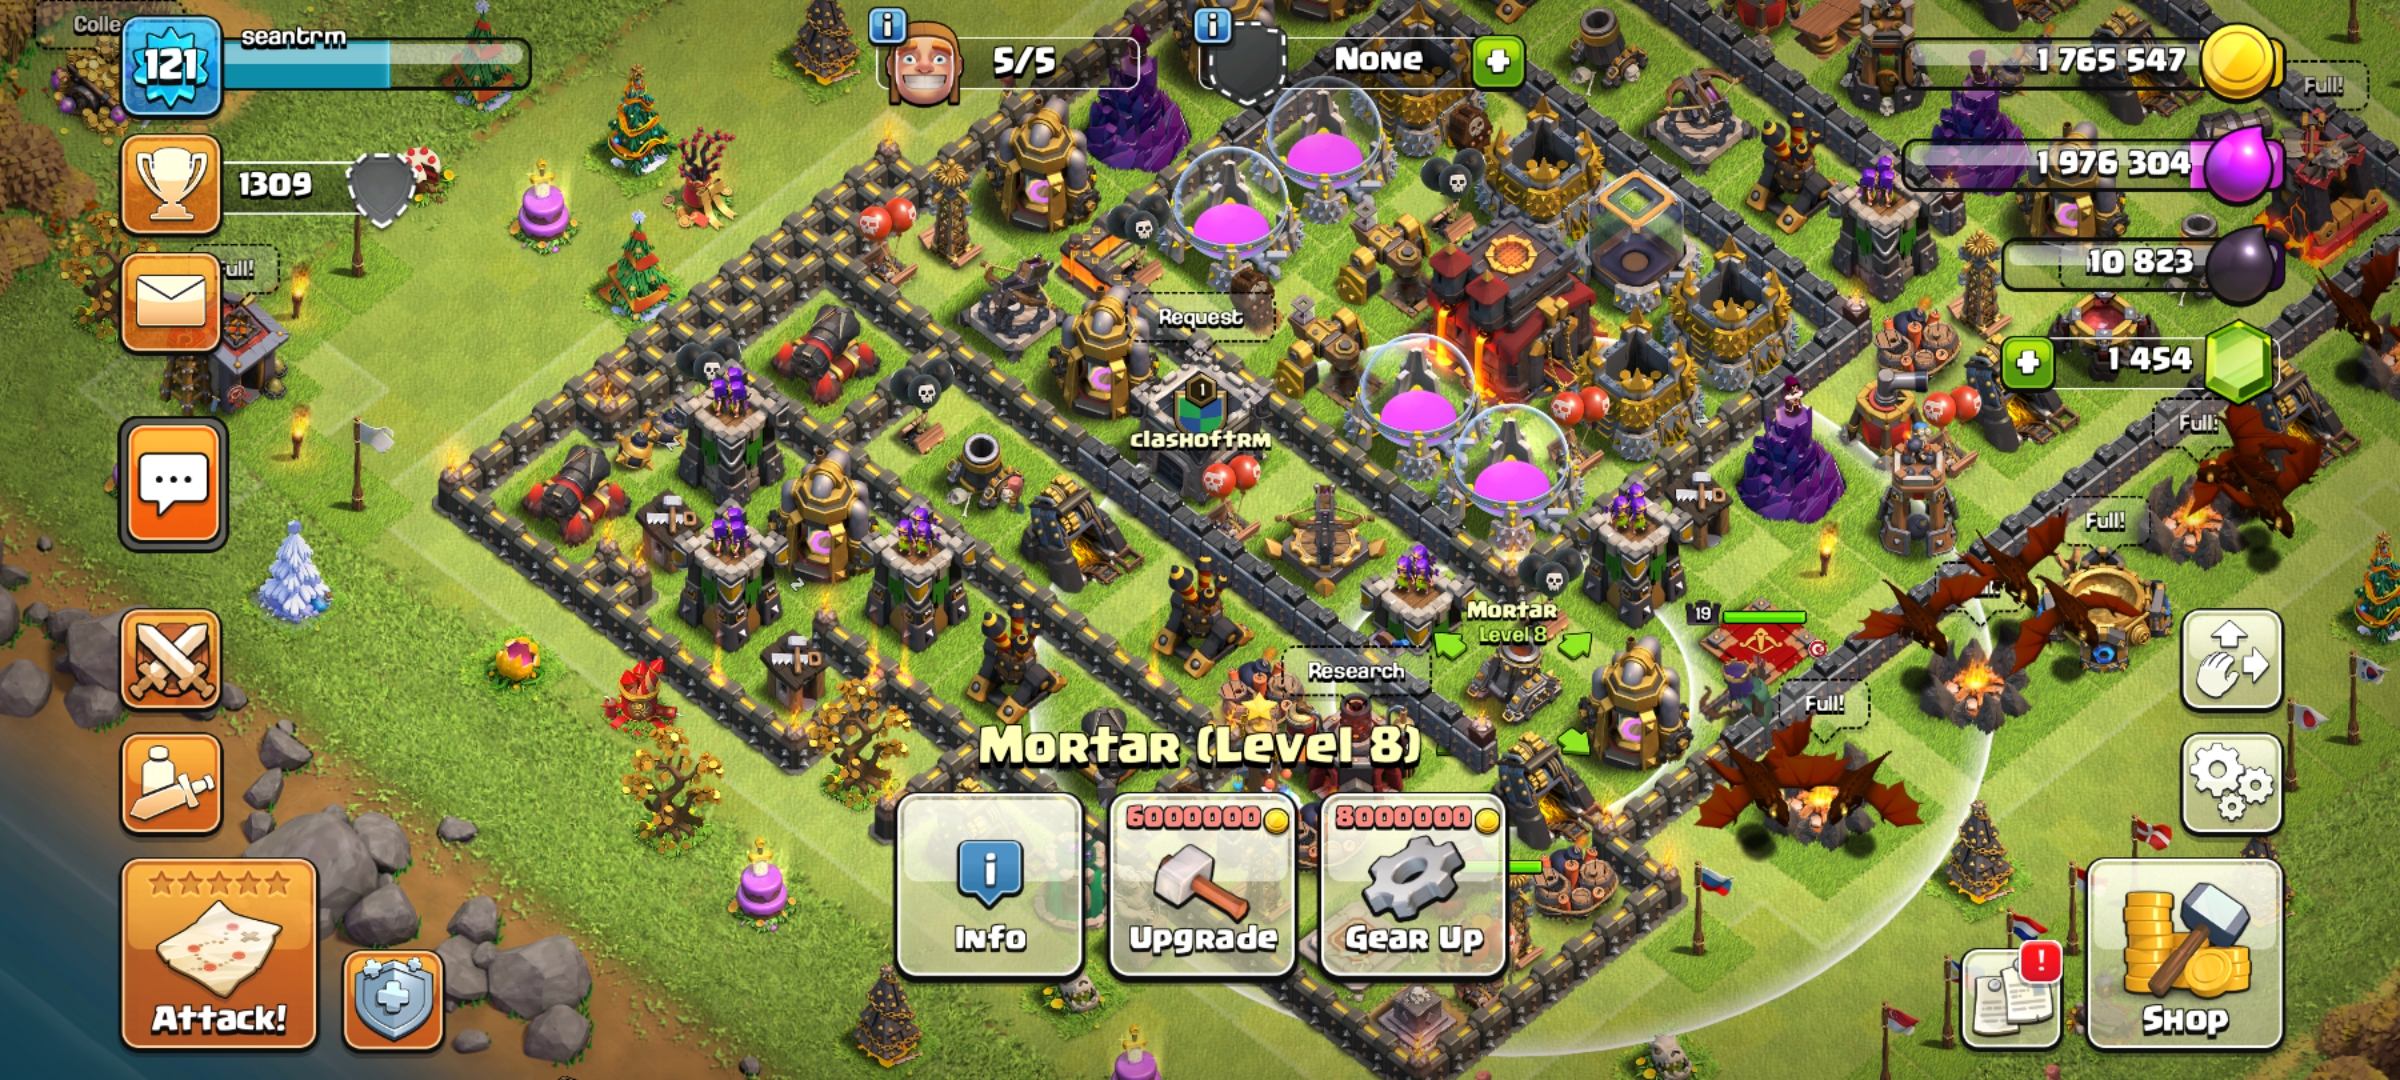 Colle
121
seantrm
5/5
None
1 765 547
Full!
1309
1 976 304
ull!
10 823
Request
1 454
1
clashofTRM
Full!
Full!
Mortar
Level 8
19
Research
Full!
Mortar (Level 8)
6000000
8000000
Info
Upgrade
Gear Up
Attack!
!
Shop